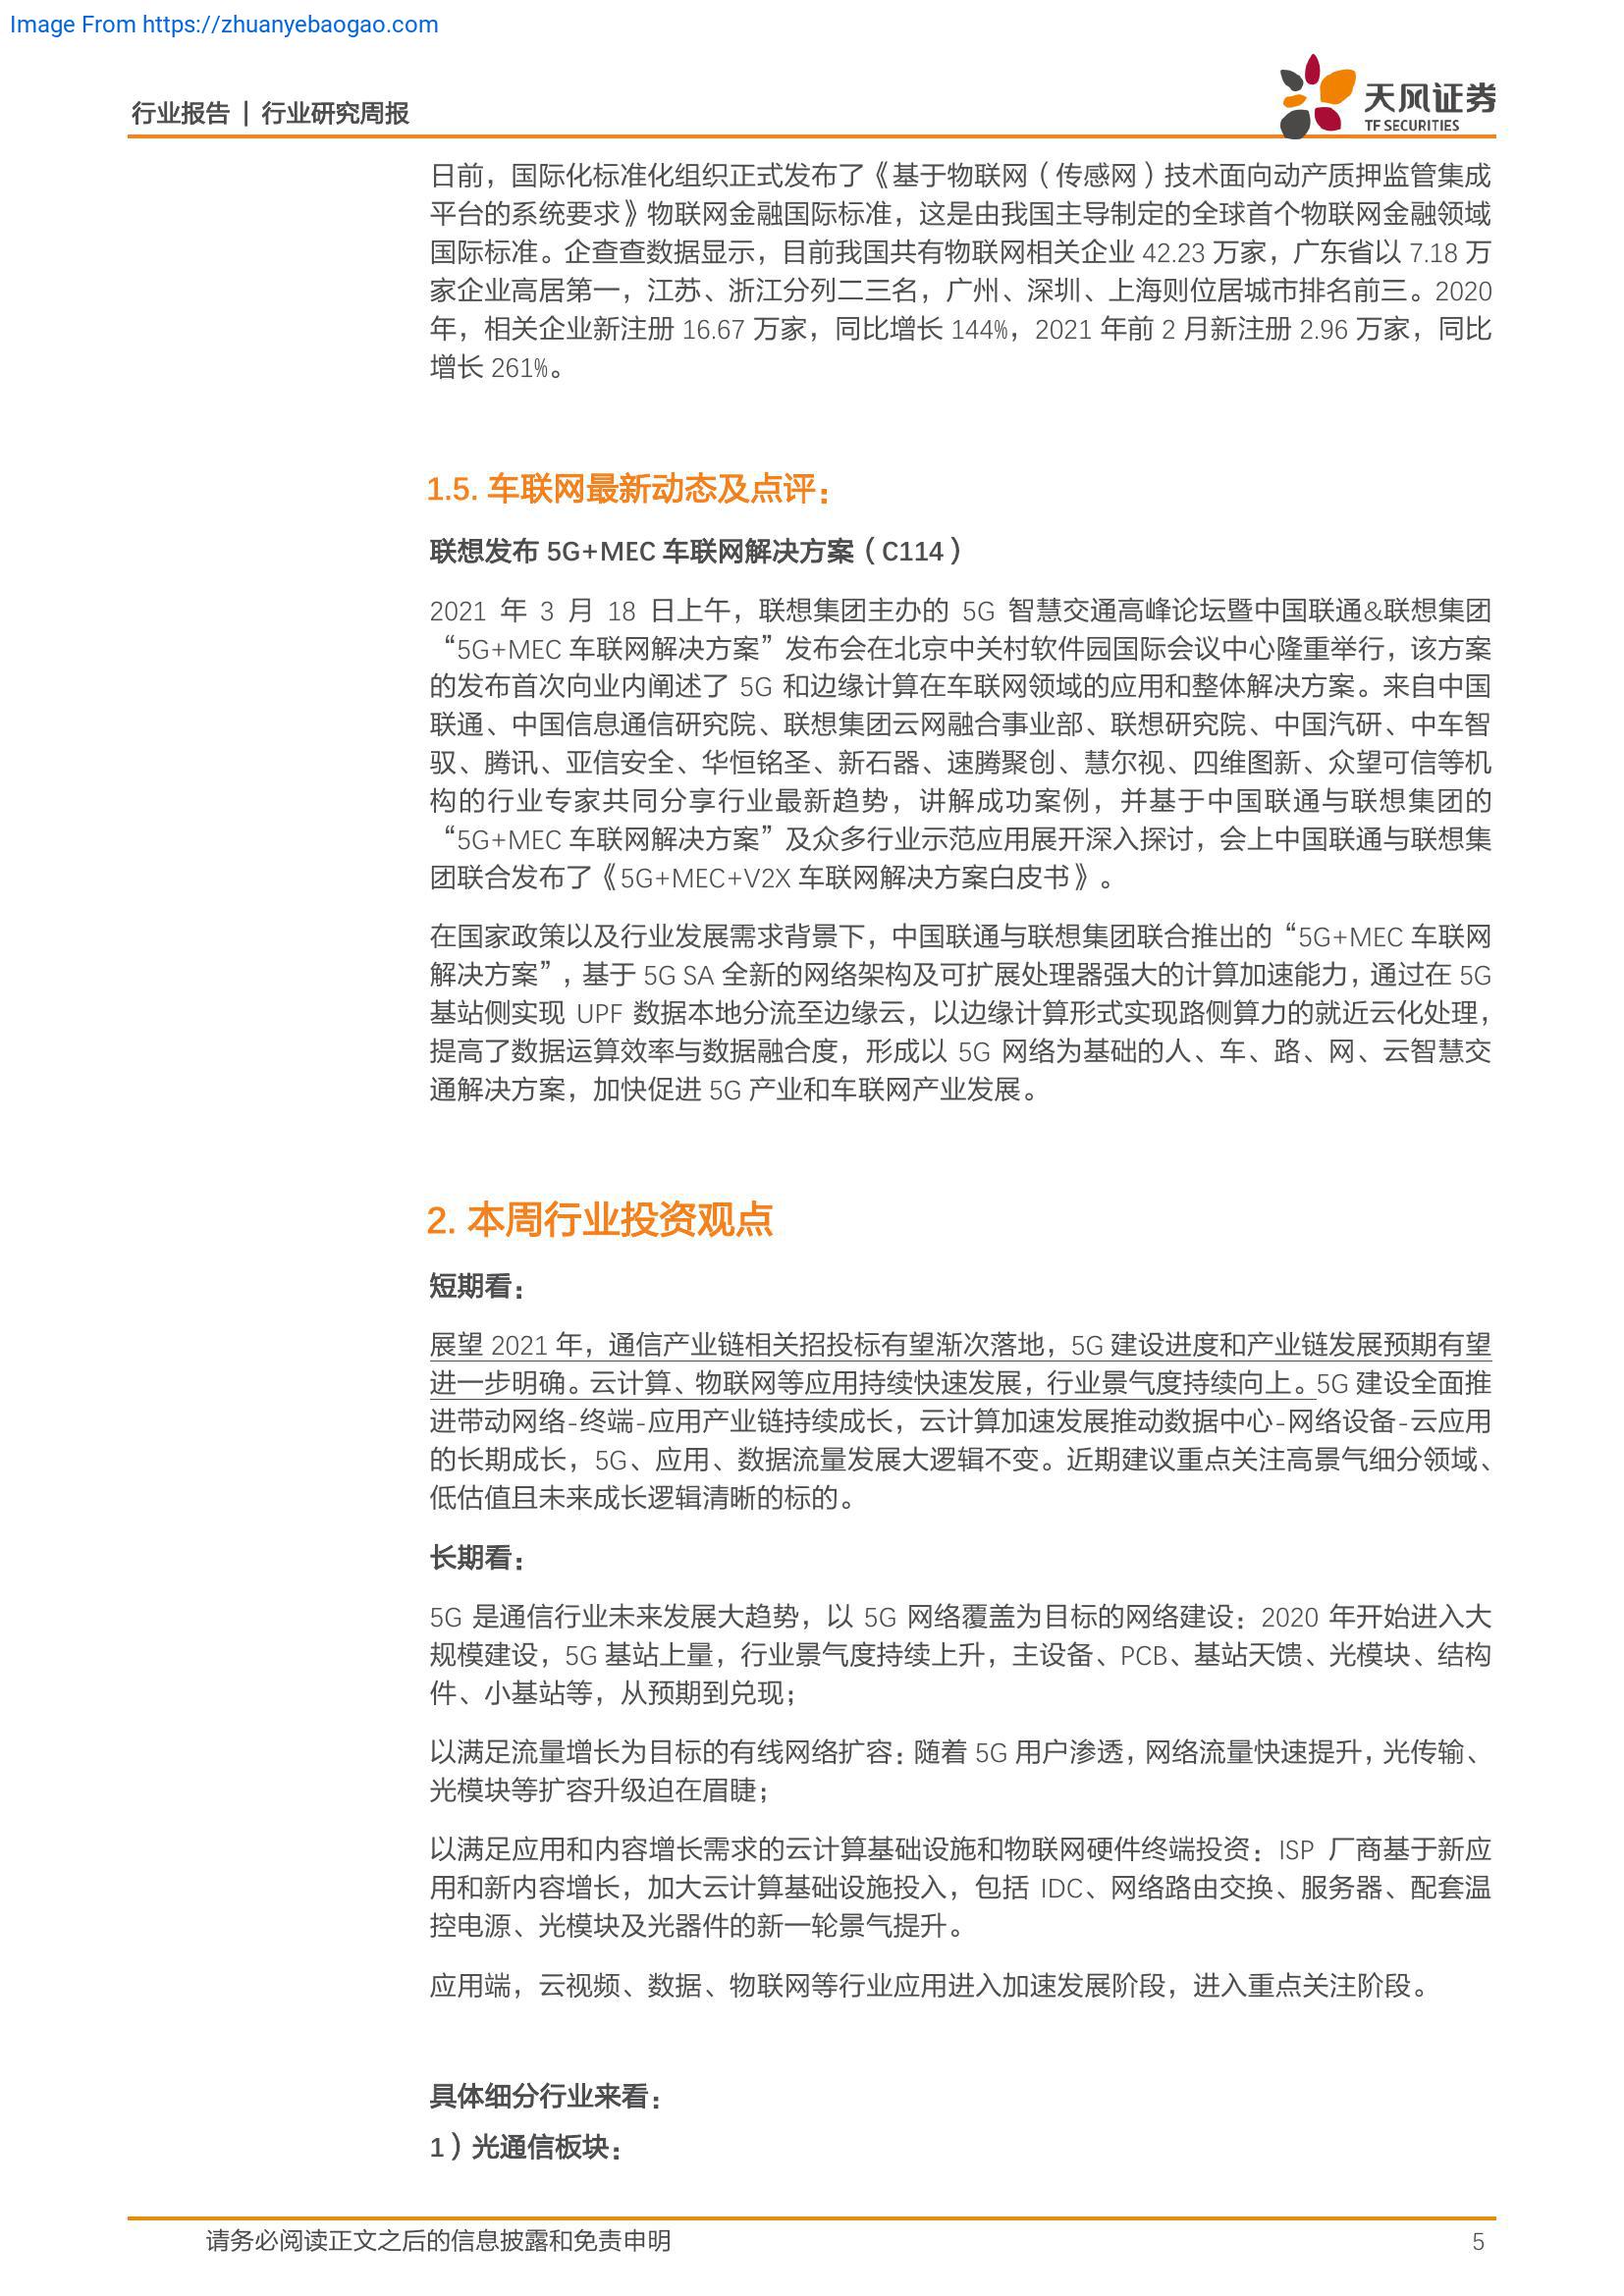 Image From https://zhuanyebaogao.com
行业报告 | 行业研究周报
天风证券
TF SECURITIES
日前，国际化标准化组织正式发布了《基于物联网（传感网）技术面向动产质押监管集成
平台的系统要求》物联网金融国际标准，这是由我国主导制定的全球首个物联网金融领域
国际标准。企查查数据显示，目前我国共有物联网相关企业 42.23 万家，广东省以 7.18 万
家企业高居第一，江苏、浙江分列二三名，广州、深圳、上海则位居城市排名前三。2020
年，相关企业新注册 16.67 万家，同比增长 144%，2021 年前 2 月新注册 2.96 万家，同比
增长 261%。
1.5. 车联网最新动态及点评：
联想发布 5G+MEC 车联网解决方案（C114）
2021 年 3 月 18 日上午，联想集团主办的 5G 智慧交通高峰论坛暨中国联通&联想集团
“5G+MEC 车联网解决方案”发布会在北京中关村软件园国际会议中心隆重举行，该方案
的发布首次向业内阐述了 5G 和边缘计算在车联网领域的应用和整体解决方案。来自中国
联通、中国信息通信研究院、联想集团云网融合事业部、联想研究院、中国汽研、中车智
驭、腾讯、亚信安全、华恒铭圣、新石器、速腾聚创、慧尔视、四维图新、众望可信等机
构的行业专家共同分享行业最新趋势，讲解成功案例，并基于中国联通与联想集团的
“5G+MEC 车联网解决方案”及众多行业示范应用展开深入探讨，会上中国联通与联想集
团联合发布了《5G+MEC+V2X 车联网解决方案白皮书》。
在国家政策以及行业发展需求背景下，中国联通与联想集团联合推出的“5G+MEC 车联网
解决方案”，基于 5G SA 全新的网络架构及可扩展处理器强大的计算加速能力，通过在 5G
基站侧实现 UPF 数据本地分流至边缘云，以边缘计算形式实现路侧算力的就近云化处理，
提高了数据运算效率与数据融合度，形成以 5G 网络为基础的人、车、路、网、云智慧交
通解决方案，加快促进 5G 产业和车联网产业发展。
2. 本周行业投资观点
短期看：
展望 2021 年，通信产业链相关招投标有望渐次落地，5G 建设进度和产业链发展预期有望
进一步明确。云计算、物联网等应用持续快速发展，行业景气度持续向上。5G 建设全面推
进带动网络-终端-应用产业链持续成长，云计算加速发展推动数据中心-网络设备-云应用
的长期成长，5G、应用、数据流量发展大逻辑不变。近期建议重点关注高景气细分领域、
低估值且未来成长逻辑清晰的标的。
长期看：
5G 是通信行业未来发展大趋势，以 5G 网络覆盖为目标的网络建设：2020 年开始进入大
规模建设，5G 基站上量，行业景气度持续上升，主设备、PCB、基站天馈、光模块、结构
件、小基站等，从预期到兑现；
以满足流量增长为目标的有线网络扩容：随着 5G 用户渗透，网络流量快速提升，光传输、
光模块等扩容升级迫在眉睫；
以满足应用和内容增长需求的云计算基础设施和物联网硬件终端投资：ISP 厂商基于新应
用和新内容增长，加大云计算基础设施投入，包括 IDC、网络路由交换、服务器、配套温
控电源、光模块及光器件的新一轮景气提升。
应用端，云视频、数据、物联网等行业应用进入加速发展阶段，进入重点关注阶段。
具体细分行业来看：
1）光通信板块：
请务必阅读正文之后的信息披露和免责申明
5